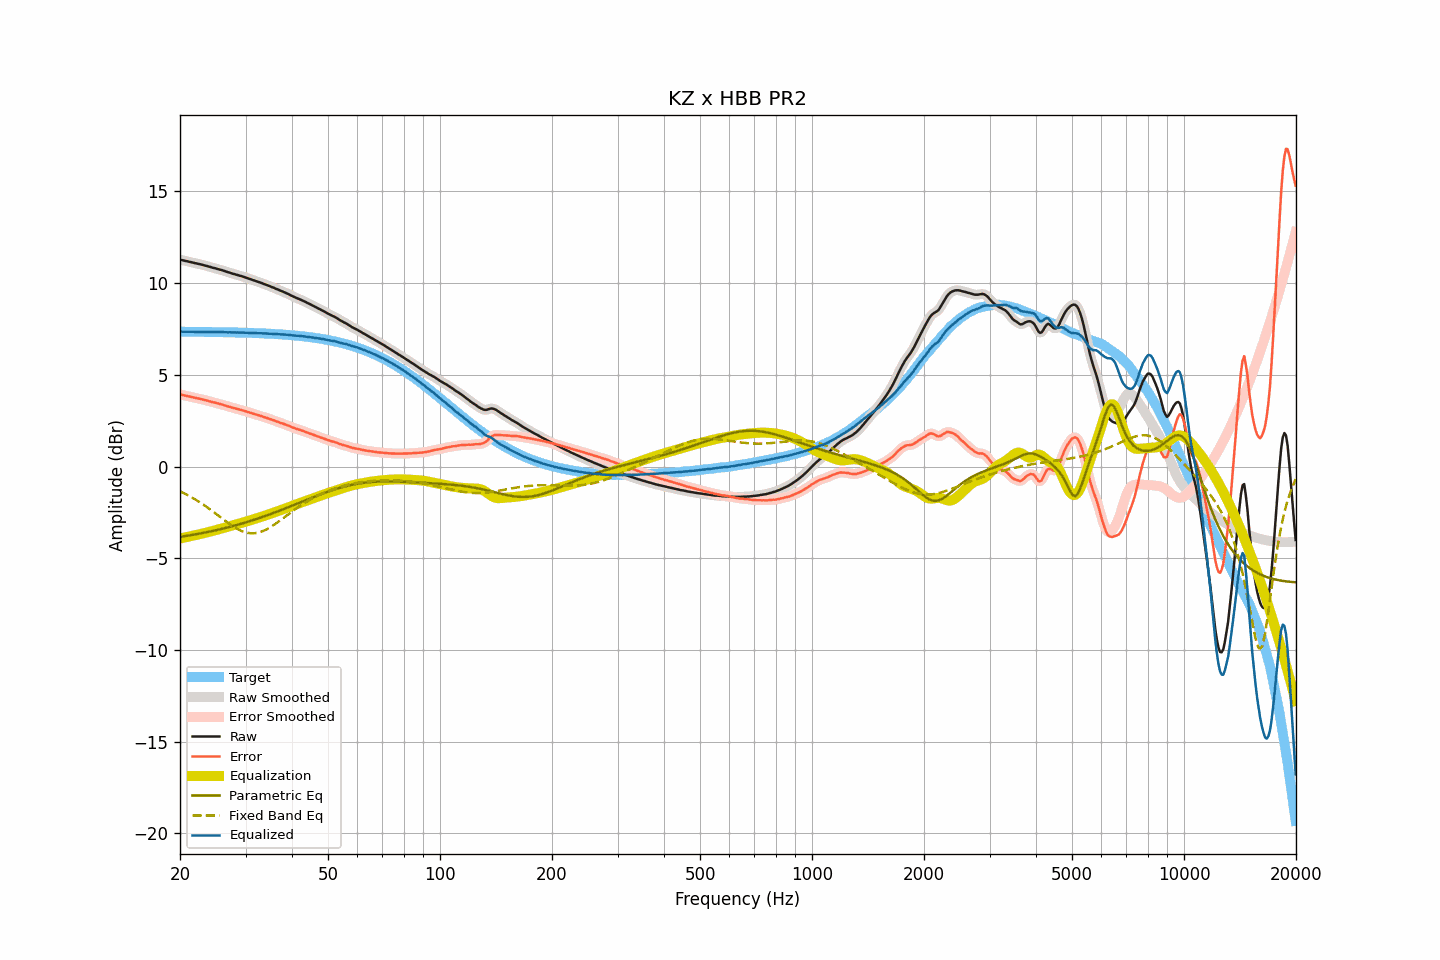 KZ x HBB PR2
Amplitude (dBr)
15
10
5
0
−5
−10
−15
−20
Target
Raw Smoothed
Error Smoothed
Raw
Error
Equalization
Parametric Eq
Fixed Band Eq
Equalized
20 50 100 200 500 1000 2000 5000 10000 20000
Frequency (Hz)